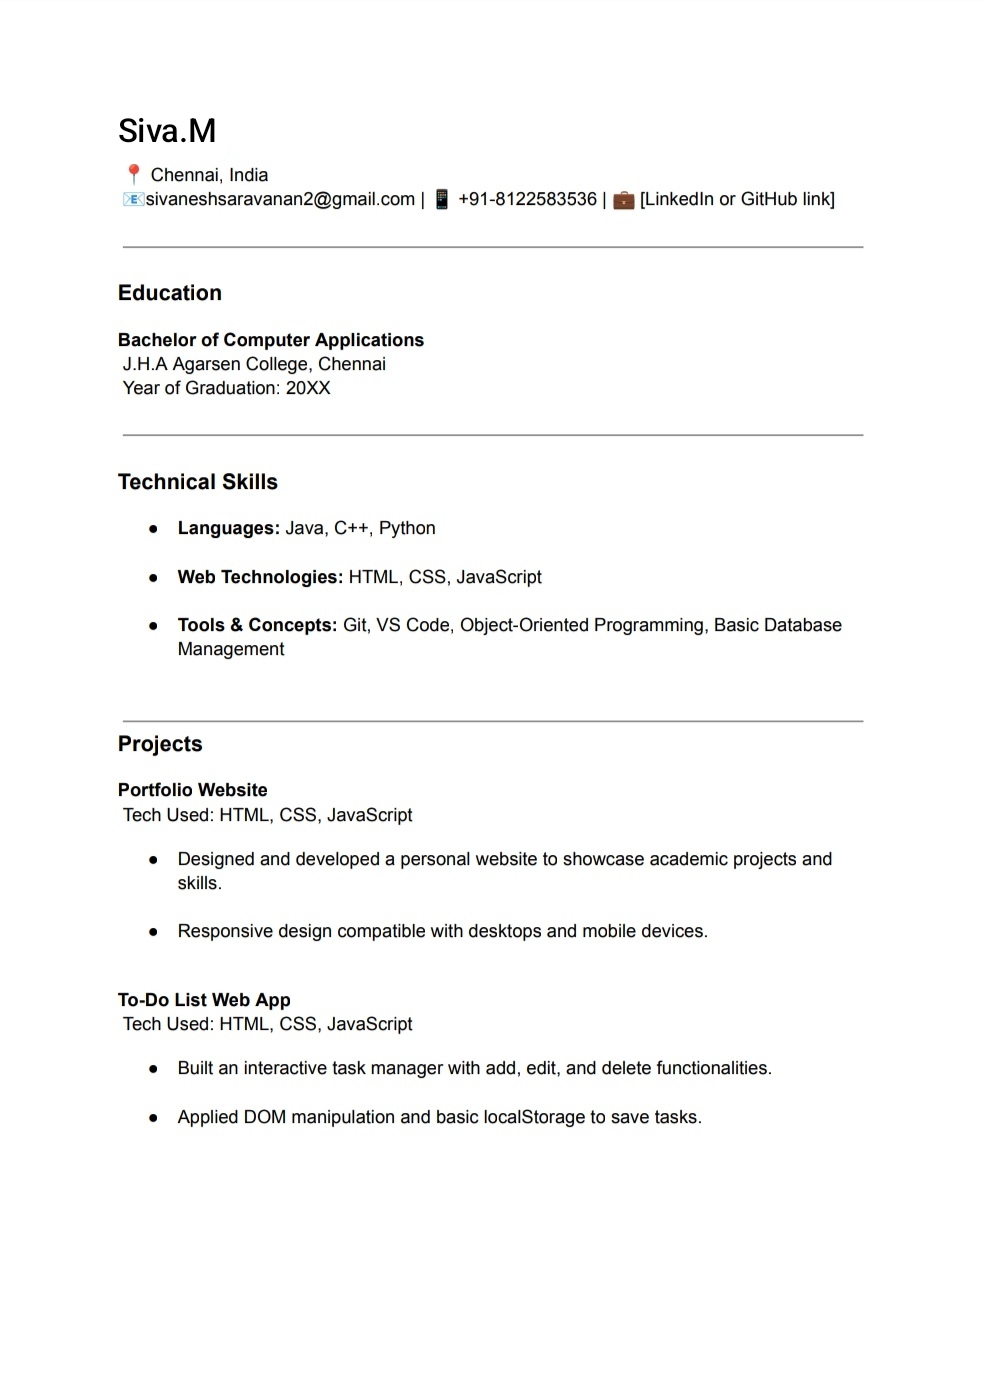 Siva.M
📍 Chennai, India
📧sivaneshsaravanan2@gmail.com | 📱 +91-8122583536 | 💼 [LinkedIn or GitHub link]
Education
Bachelor of Computer Applications
J.H.A Agarsen College, Chennai
Year of Graduation: 20XX
Technical Skills
● Languages: Java, C++, Python
● Web Technologies: HTML, CSS, JavaScript
● Tools & Concepts: Git, VS Code, Object-Oriented Programming, Basic Database
Management
Projects
Portfolio Website
Tech Used: HTML, CSS, JavaScript
● Designed and developed a personal website to showcase academic projects and
skills.
● Responsive design compatible with desktops and mobile devices.
To-Do List Web App
Tech Used: HTML, CSS, JavaScript
● Built an interactive task manager with add, edit, and delete functionalities.
● Applied DOM manipulation and basic localStorage to save tasks.